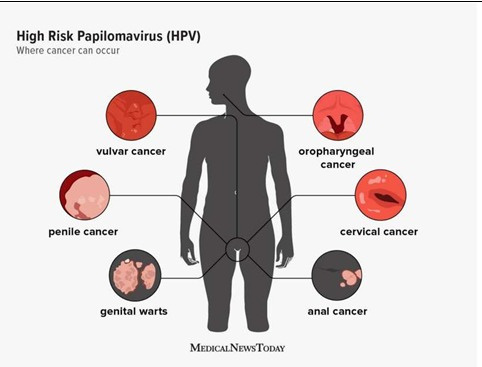 High Risk Papilomavirus (HPV)
Where cancer can occur
vulvar cancer
oropharyngeal
cancer
penile cancer
cervical cancer
genital warts
anal cancer
MEDICALNEWSTODAY